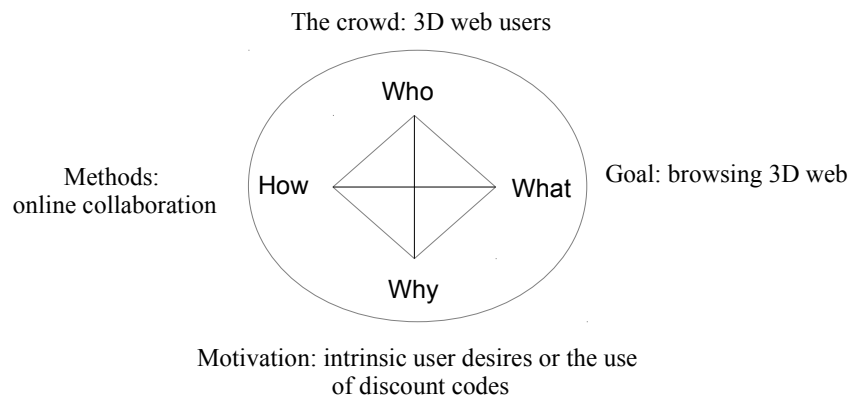 The crowd: 3D web users
Who
Methods:
online collaboration
How
What
Goal: browsing 3D web
Why
Motivation: intrinsic user desires or the use
of discount codes